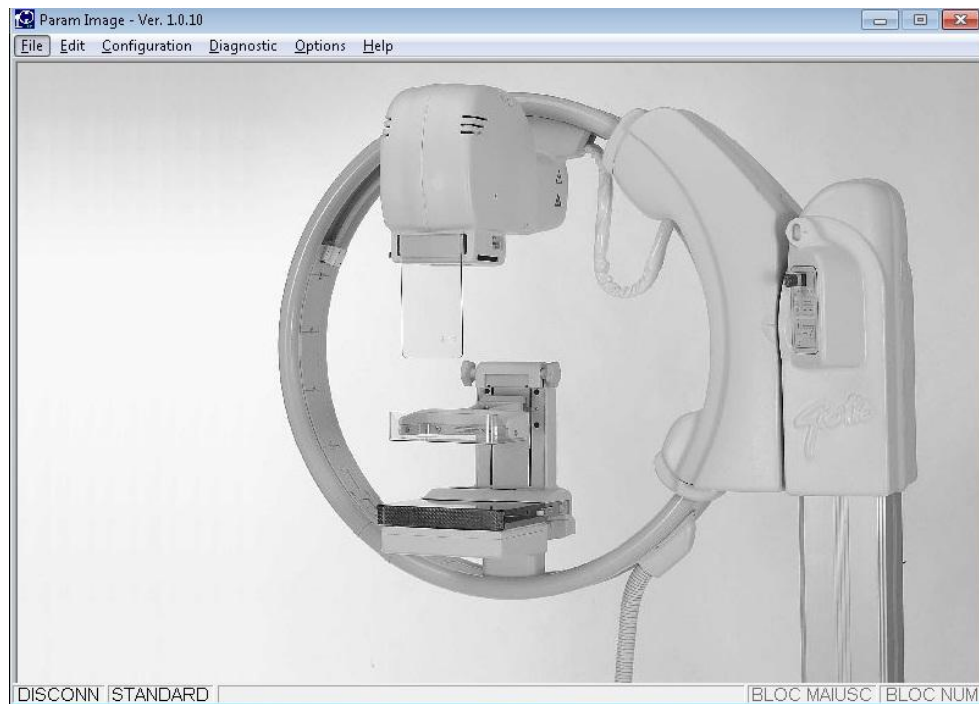 Param Image - Ver. 1.0.10
File Edit Configuration Diagnostic Options Help
DISCONN STANDARD BLOC MAIUSC BLOC NUM